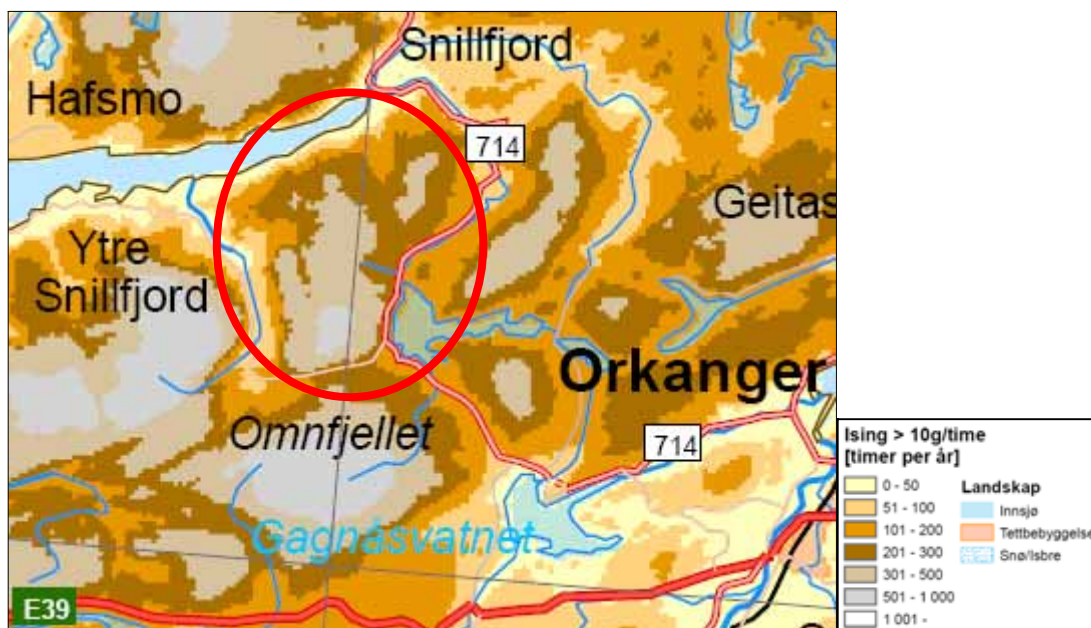 Snillfjord
Hafsmo
714
Geitas
Ytre
Snillfjord
Orkanger
Omnfjellet
714
Gagnåsvatnet
E39
Ising > 10g/time
[timer per år]
0 - 50
51 - 100
101 - 200
201 - 300
301 - 500
501 - 1 000
1 001 -
Landskap
Innsjø
Tettbebyggelse
Snø/Isbre